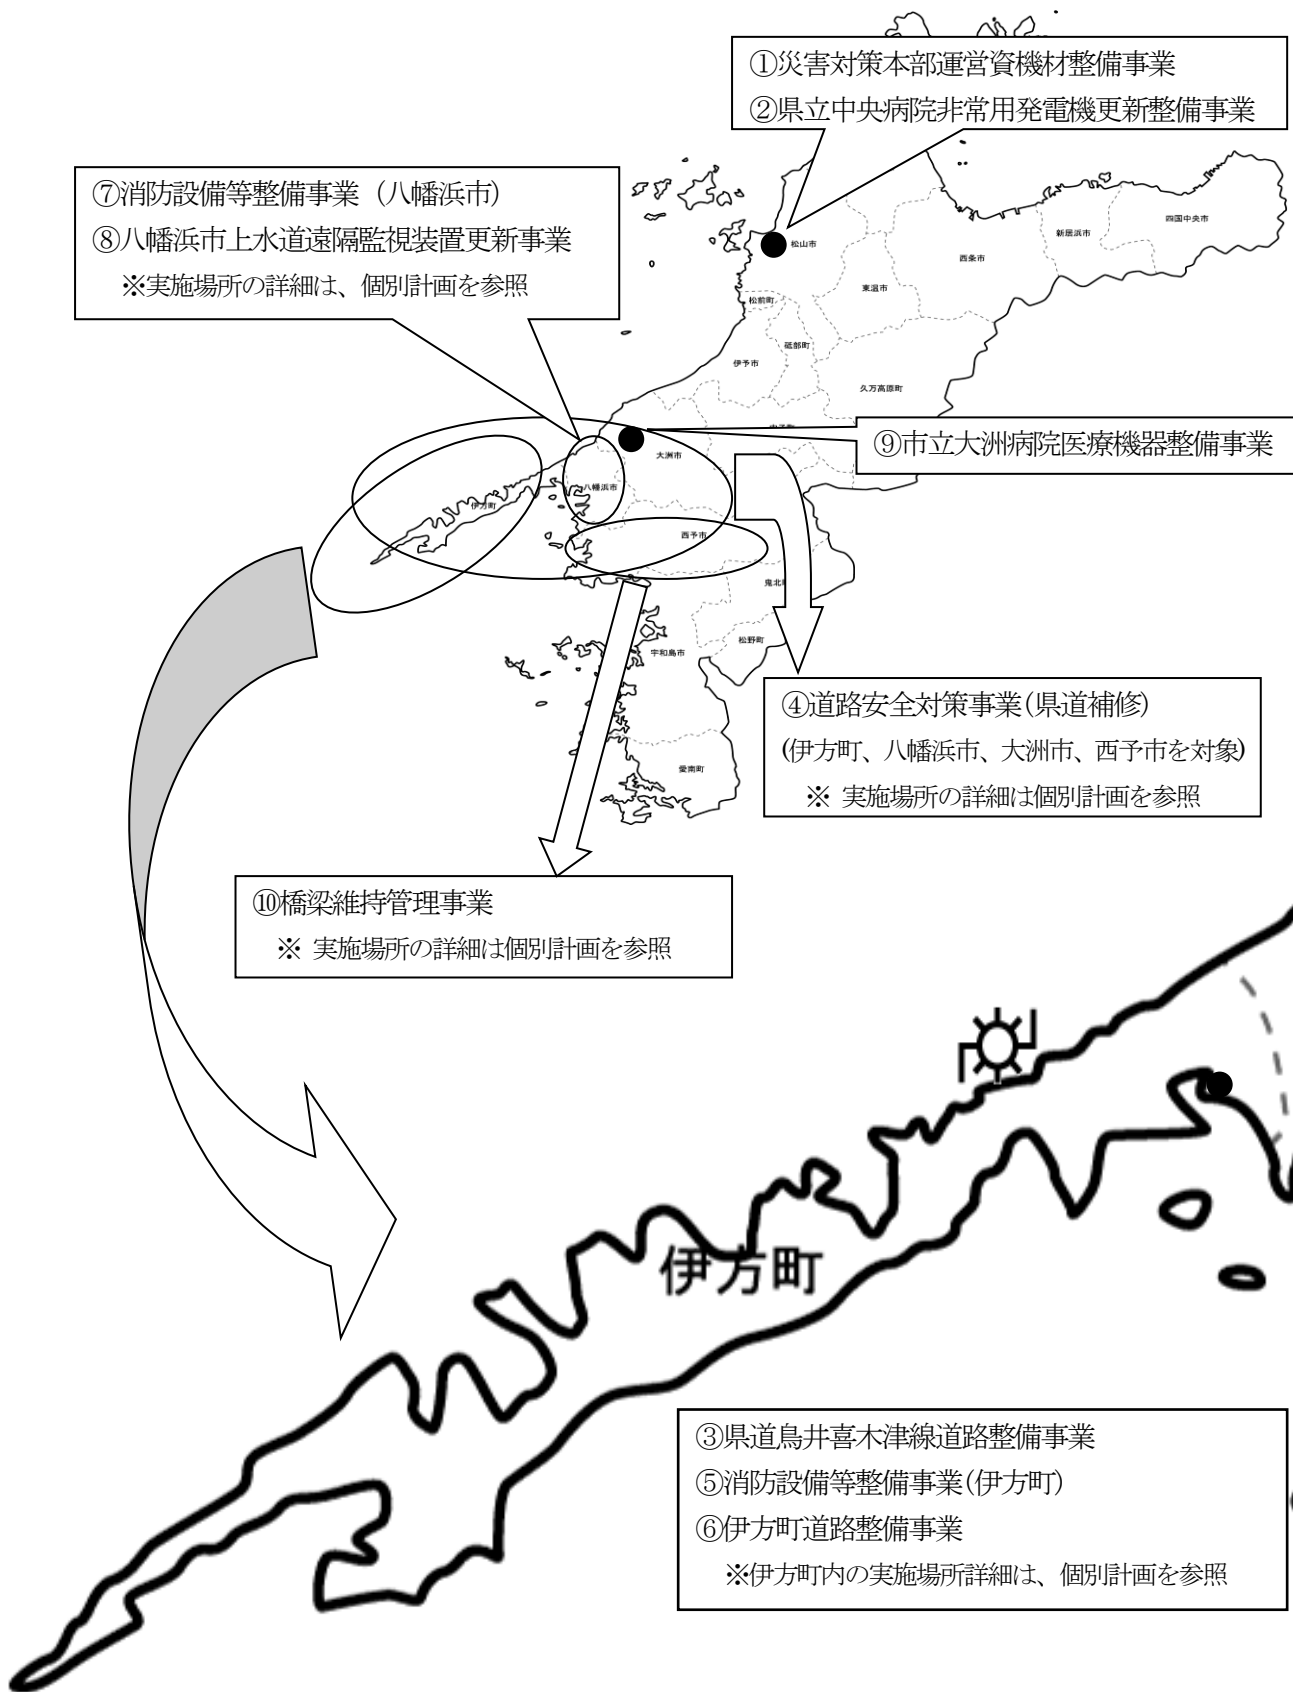 ①災害対策本部運営資機材整備事業
②県立中央病院非常用発電機更新整備事業
⑦消防設備等整備事業（八幡浜市）
⑧八幡浜市上水道遠隔監視装置更新事業
※実施場所の詳細は、個別計画を参照
四国中央市
新居浜市
松山市
西条市
東温市
松前町
砥部町
伊予市
久万高原町
⑨市立大洲病院医療機器整備事業
大洲市
八幡浜市
伊方町
西予市
鬼北町
松野町
宇和島市
愛南町
④道路安全対策事業(県道補修)
(伊方町、八幡浜市、大洲市、西予市を対象)
※ 実施場所の詳細は個別計画を参照
⑩橋梁維持管理事業
※ 実施場所の詳細は個別計画を参照
伊方町
③県道鳥井喜木津線道路整備事業
⑤消防設備等整備事業(伊方町)
⑥伊方町道路整備事業
※伊方町内の実施場所詳細は、個別計画を参照